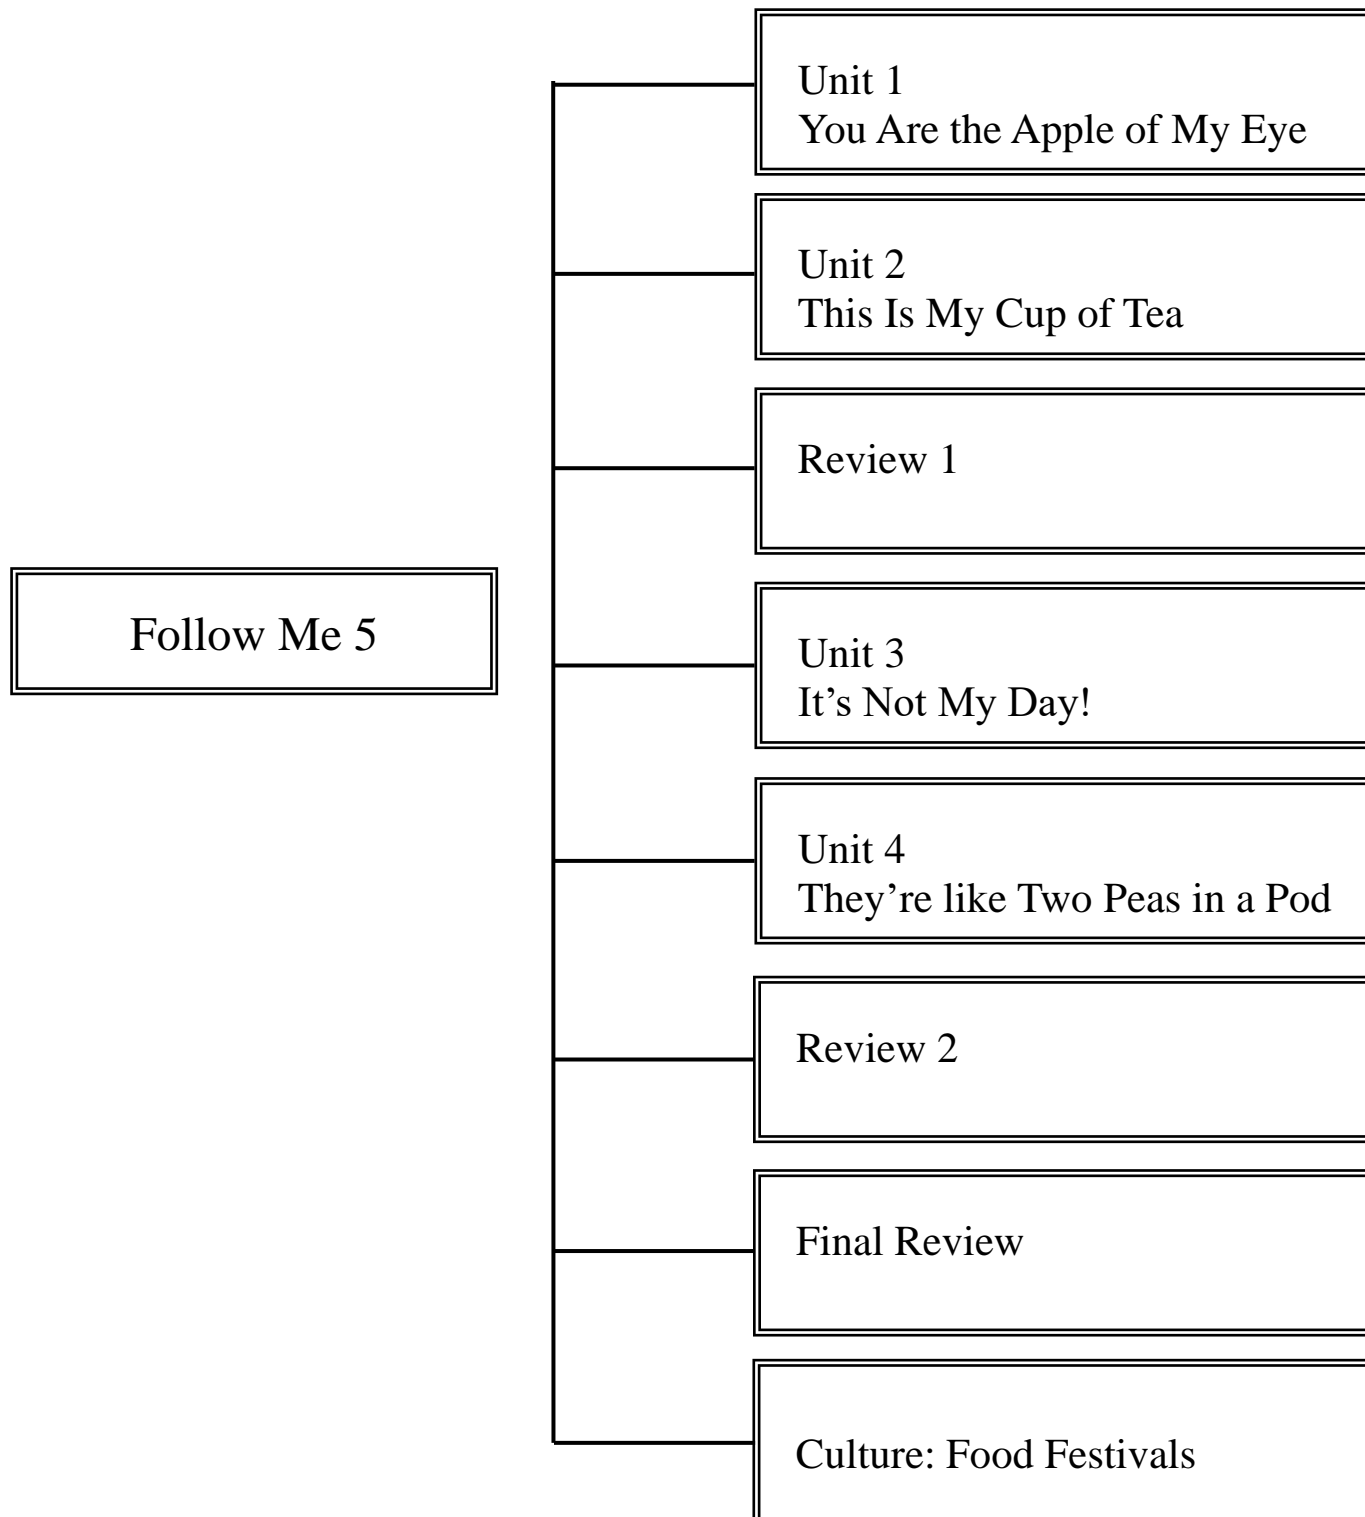 Follow Me 5
Unit 1
You Are the Apple of My Eye
Unit 2
This Is My Cup of Tea
Review 1
Unit 3
It’s Not My Day!
Unit 4
They’re like Two Peas in a Pod
Review 2
Final Review
Culture: Food Festivals